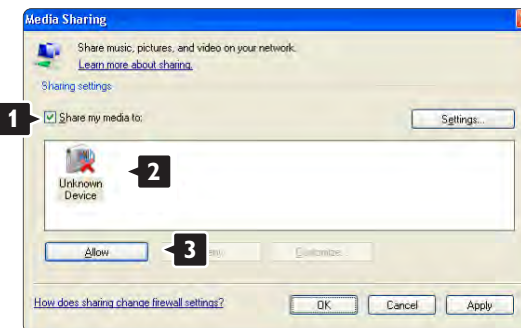 Media Sharing
Share music, pictures, and video on your network.
Learn more about sharing.
Sharing settings
1
Share my media to:
Settings...
2
Unknown
Device
Allow
3
Customize...
How does sharing change firewall settings?
OK
Cancel
Apply